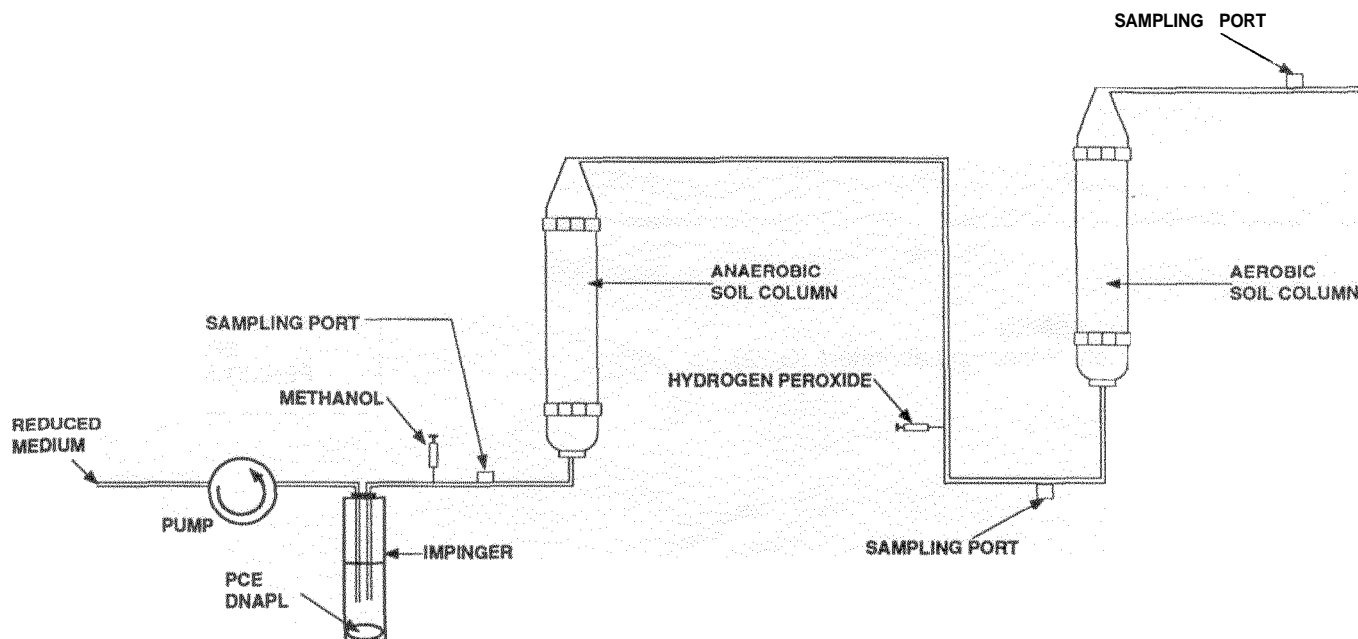 SAMPLING PORT
ANAEROBIC
SOIL COLUMN
AEROBIC
SOIL COLUMN
SAMPLING PORT
HYDROGEN PEROXIDE
METHANOL
REDUCED
MEDIUM
PUMP
IMPINGER
SAMPLING PORT
PCE
DNAPL